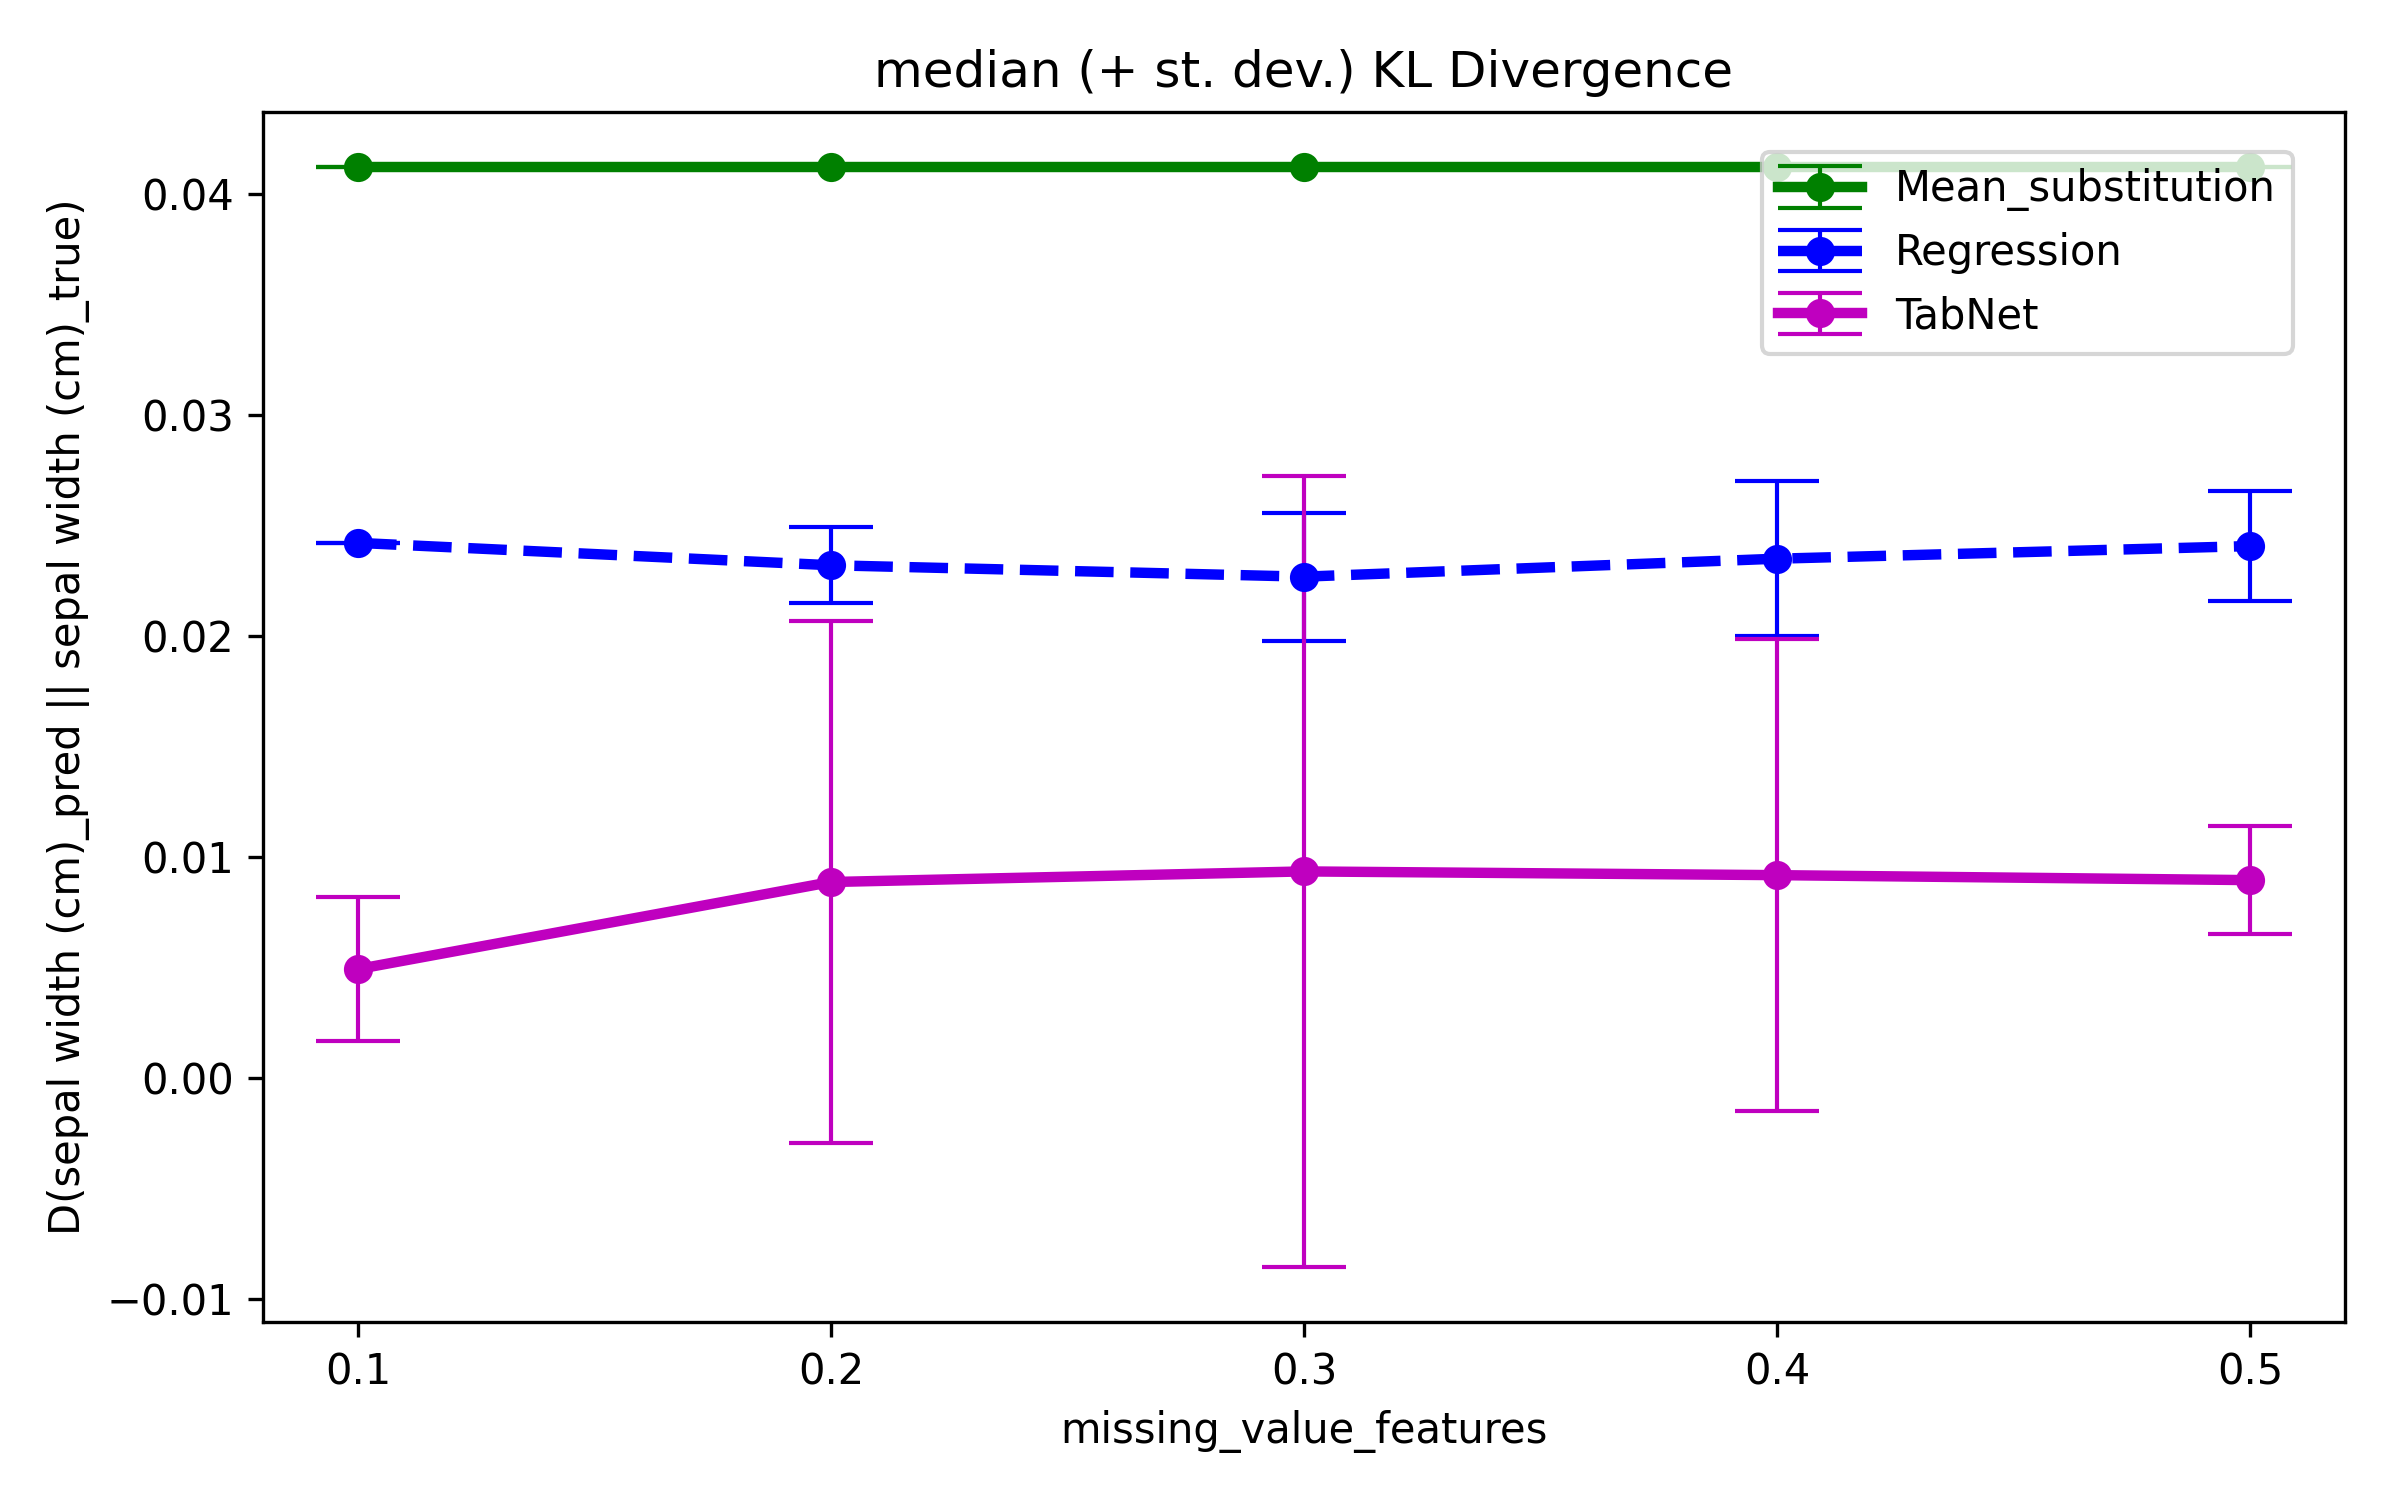 median (+ st. dev.) KL Divergence
D(sepal width (cm)_pred || sepal width (cm)_true)
0.04
0.03
0.02
0.01
0.00
−0.01
Mean_substitution
Regression
TabNet
0.1 0.2 0.3 0.4 0.5
missing_value_features